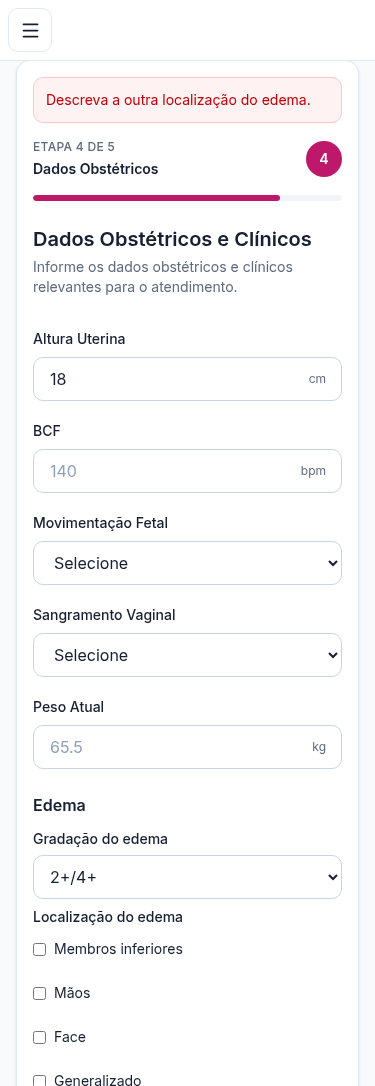 Descreva a outra localização do edema.
ETAPA 4 DE 5
Dados Obstétricos
4
Dados Obstétricos e Clínicos
Informe os dados obstétricos e clínicos
relevantes para o atendimento.
Altura Uterina
18 cm
BCF
140 bpm
Movimentação Fetal
Selecione
Sangramento Vaginal
Selecione
Peso Atual
65.5 kg
Edema
Gradação do edema
2+/4+
Localização do edema
Membros inferiores
Mãos
Face
Generalizado